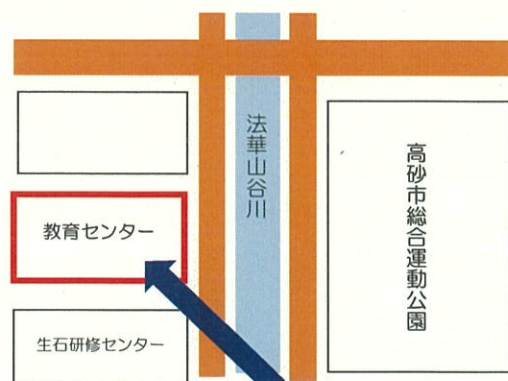 法華山谷川
高砂市総合運動公園
教育センター
生石研修センター